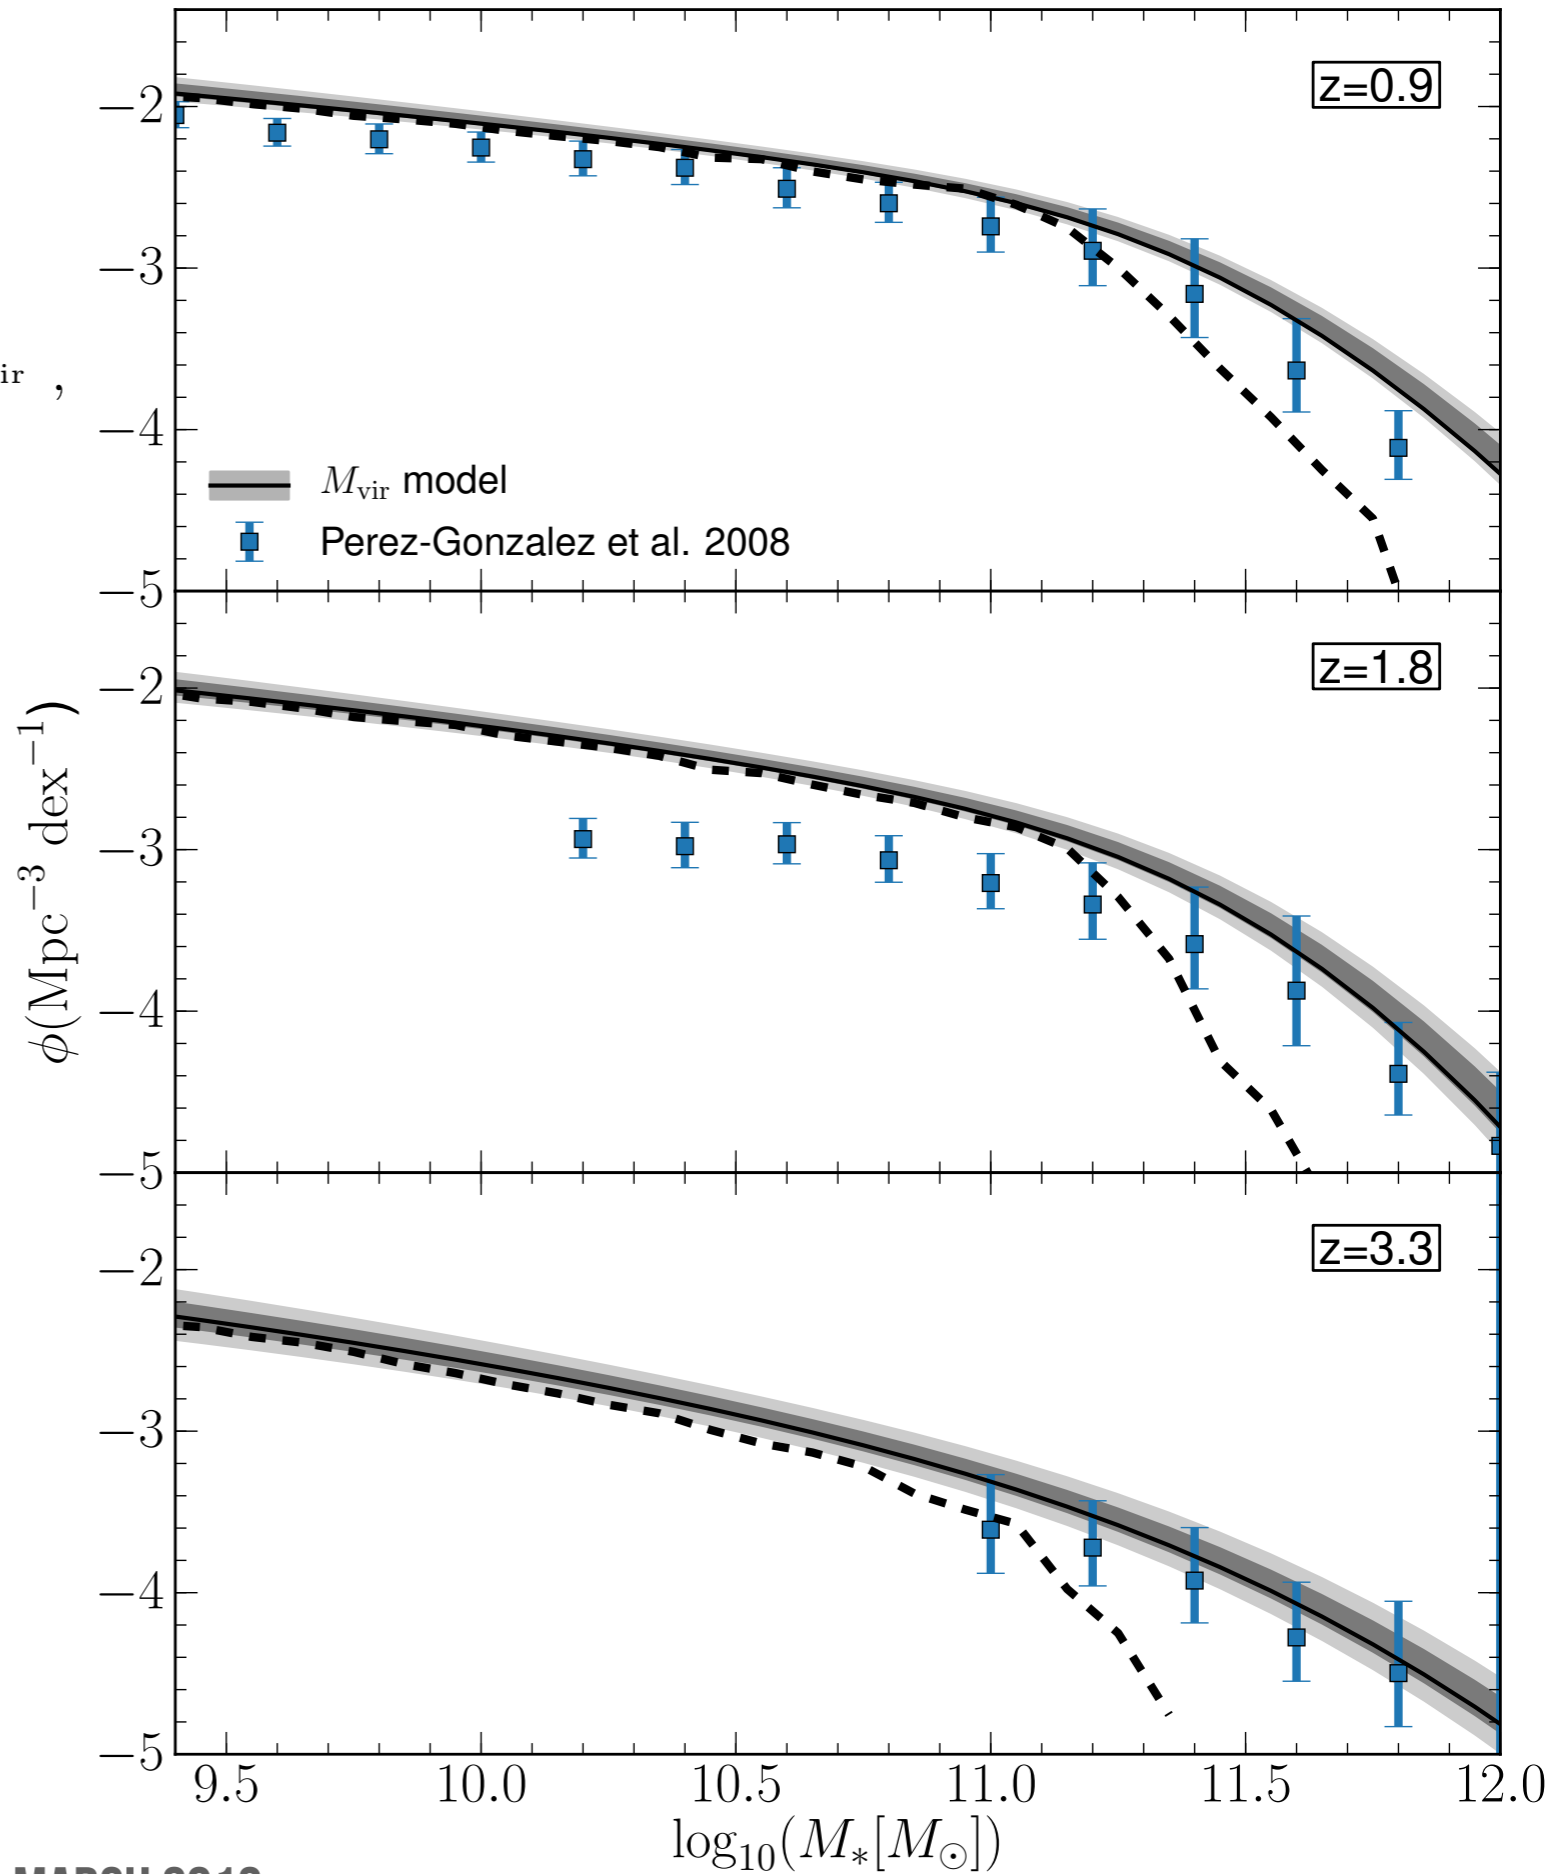 −2
z=0.9
−3
ir ,
−4
M_vir model
Perez-Gonzalez et al. 2008
−5
−2
z=1.8
ϕ(Mpc⁻³ dex⁻¹)
−3
−4
−5
−2
z=3.3
−3
−4
−5
9.5 10.0 10.5 11.0 11.5 12.0
log₁₀(M∗[M⊙])